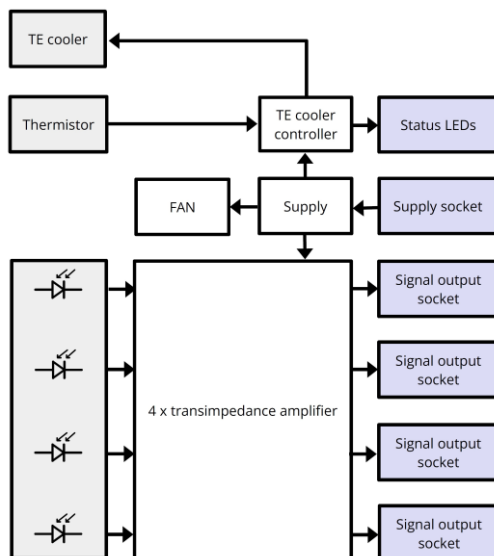 TE cooler
Thermistor
TE cooler
controller
Status LEDs
FAN
Supply
Supply socket
Signal output
socket
Signal output
socket
4 x transimpedance amplifier
Signal output
socket
Signal output
socket